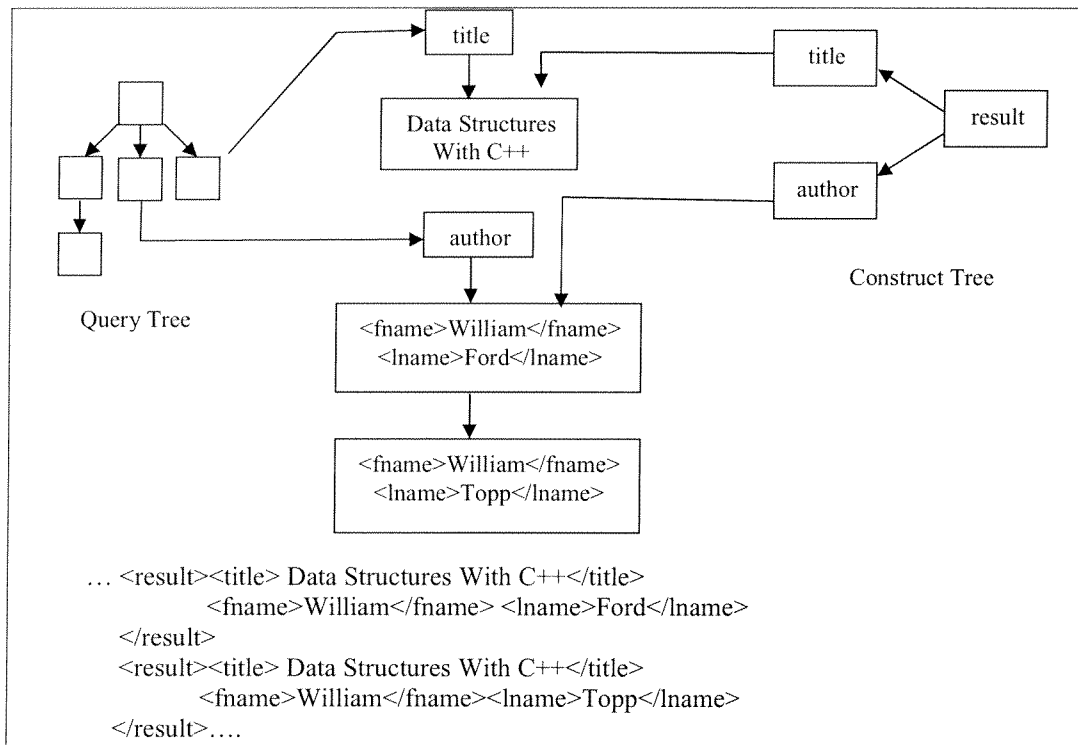 title
title
Data Structures
With C++
result
author
author
Construct Tree
Query Tree
<fname>William</fname>
<lname>Ford</lname>
<fname>William</fname>
<lname>Topp</lname>
… <result><title> Data Structures With C++</title>
<fname>William</fname> <lname>Ford</lname>
</result>
<result><title> Data Structures With C++</title>
<fname>William</fname><lname>Topp</lname>
</result>….